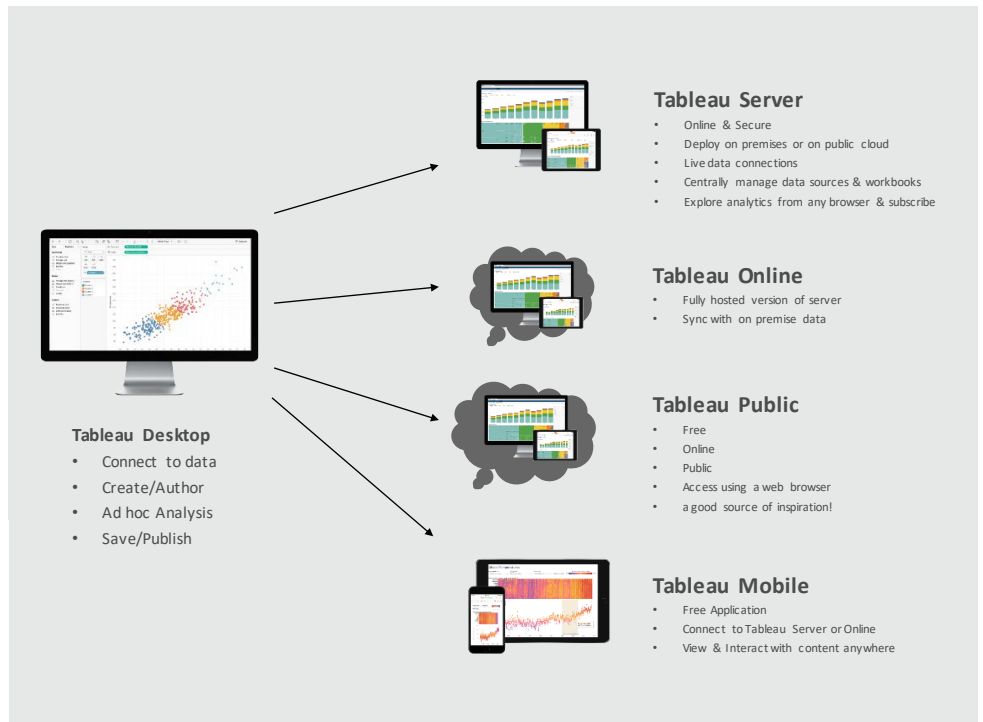 Tableau Server
• Online & Secure
• Deploy on premises or on public cloud
• Live data connections
• Centrally manage data sources & workbooks
• Explore analytics from any browser & subscribe
Tableau Online
• Fully hosted version of server
• Sync with on premise data
Tableau Desktop
• Connect to data
• Create/Author
• Ad hoc Analysis
• Save/Publish
Tableau Public
• Free
• Online
• Public
• Access using a web browser
• a good source of inspiration!
Tableau Mobile
• Free Application
• Connect to Tableau Server or Online
• View & Interact with content anywhere